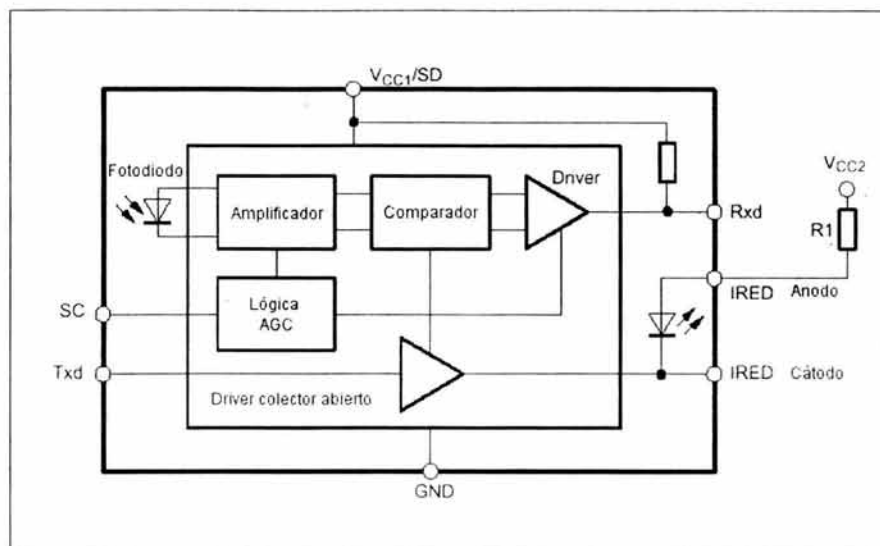 VCC1/SD
Fotodiodo
Amplificador
Comparador
Driver
VCC2
Rxd
R1
IRED Anodo
SC
Lógica
AGC
Txd
Driver colector abierto
IRED Cátodo
GND